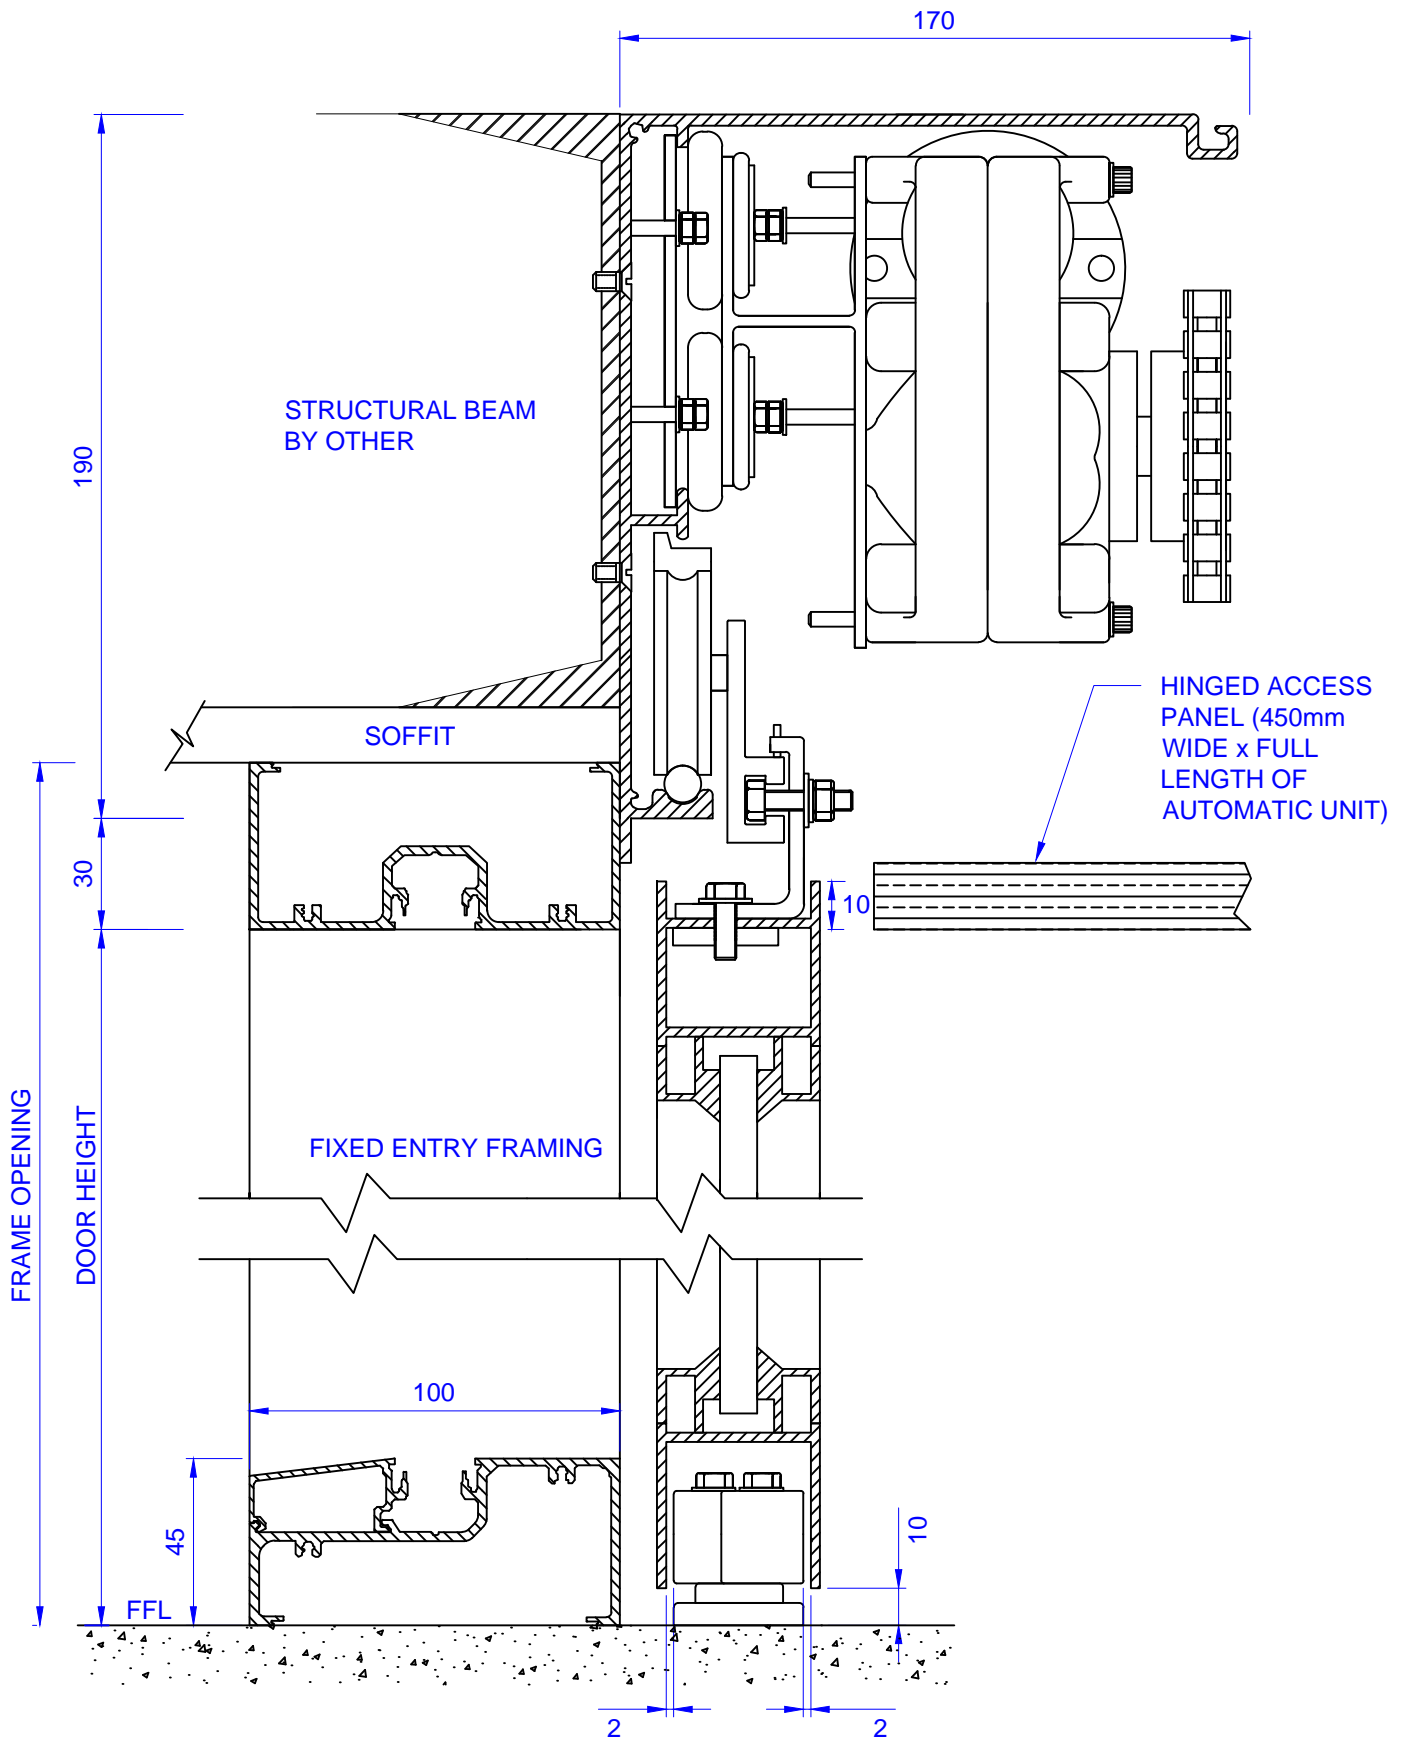 170
190
STRUCTURAL BEAM
BY OTHER
HINGED ACCESS
PANEL (450mm
WIDE x FULL
LENGTH OF
AUTOMATIC UNIT)
SOFFIT
30
10
FRAME OPENING
DOOR HEIGHT
FIXED ENTRY FRAMING
100
45
10
FFL
2
2